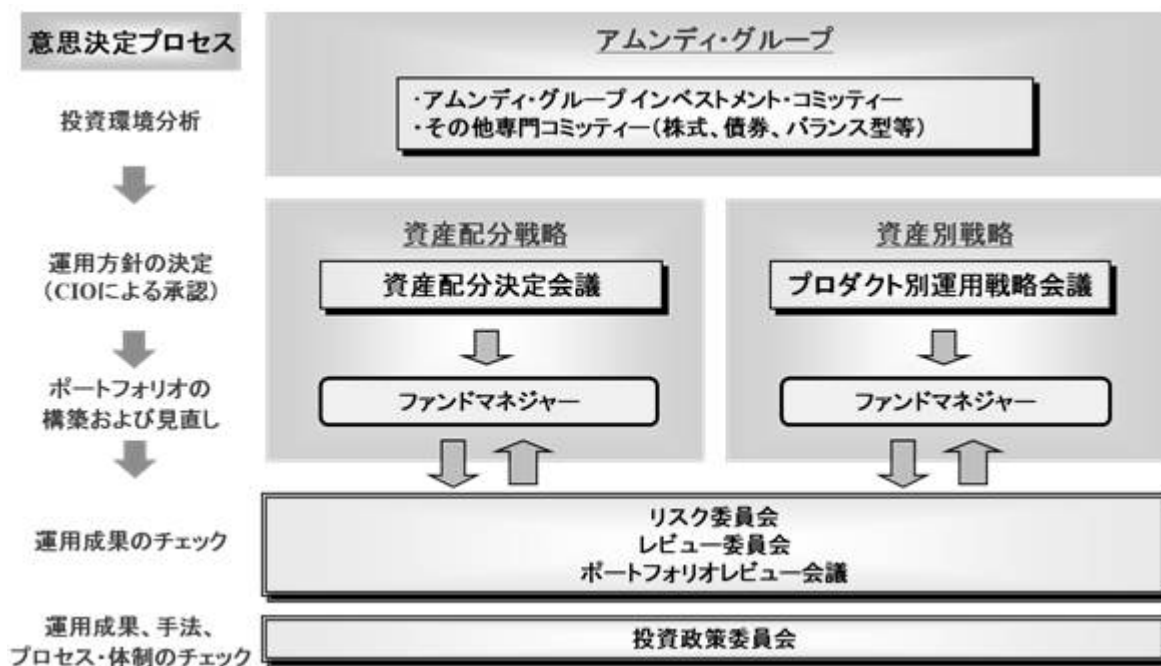 意思決定プロセス
アムンディ・グループ
投資環境分析
・アムンディ・グループ インベストメント・コミッティー
・その他専門コミッティー(株式、債券、バランス型等)
資産配分戦略
資産別戦略
運用方針の決定
(CIOによる承認)
資産配分決定会議
プロダクト別運用戦略会議
ポートフォリオの
構築および見直し
ファンドマネジャー
ファンドマネジャー
運用成果のチェック
リスク委員会
レビュー委員会
ポートフォリオレビュー会議
運用成果、手法、
プロセス・体制のチェック
投資政策委員会